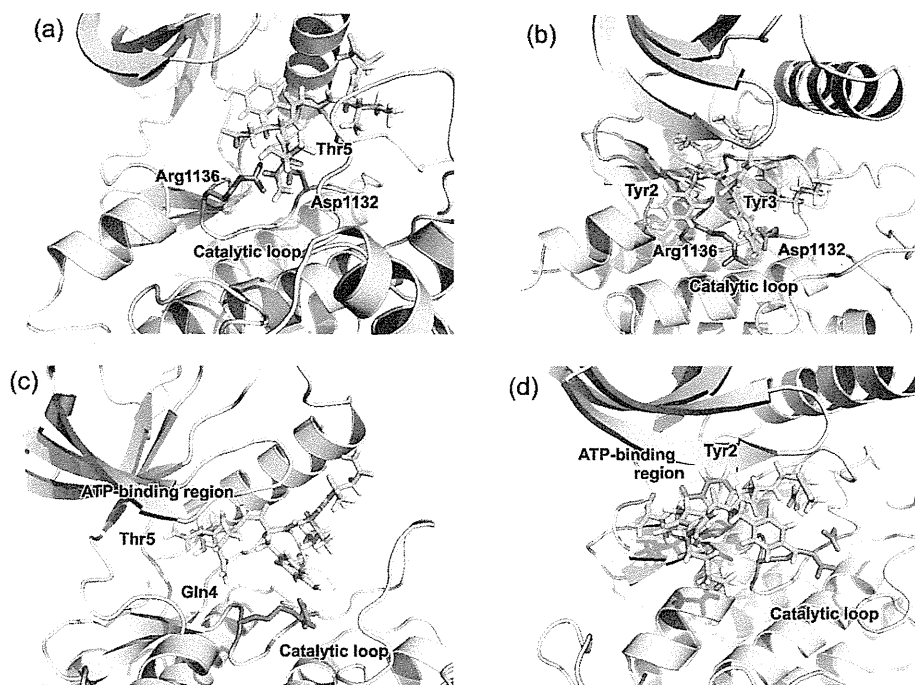 (a)
Thr5
Arg1136
Asp1132
Catalytic loop
(b)
Tyr2
Tyr3
Arg1136
Asp1132
Catalytic loop
(c)
ATP-binding region
Thr5
Gln4
Catalytic loop
(d)
ATP-binding
region
Tyr2
Catalytic loop